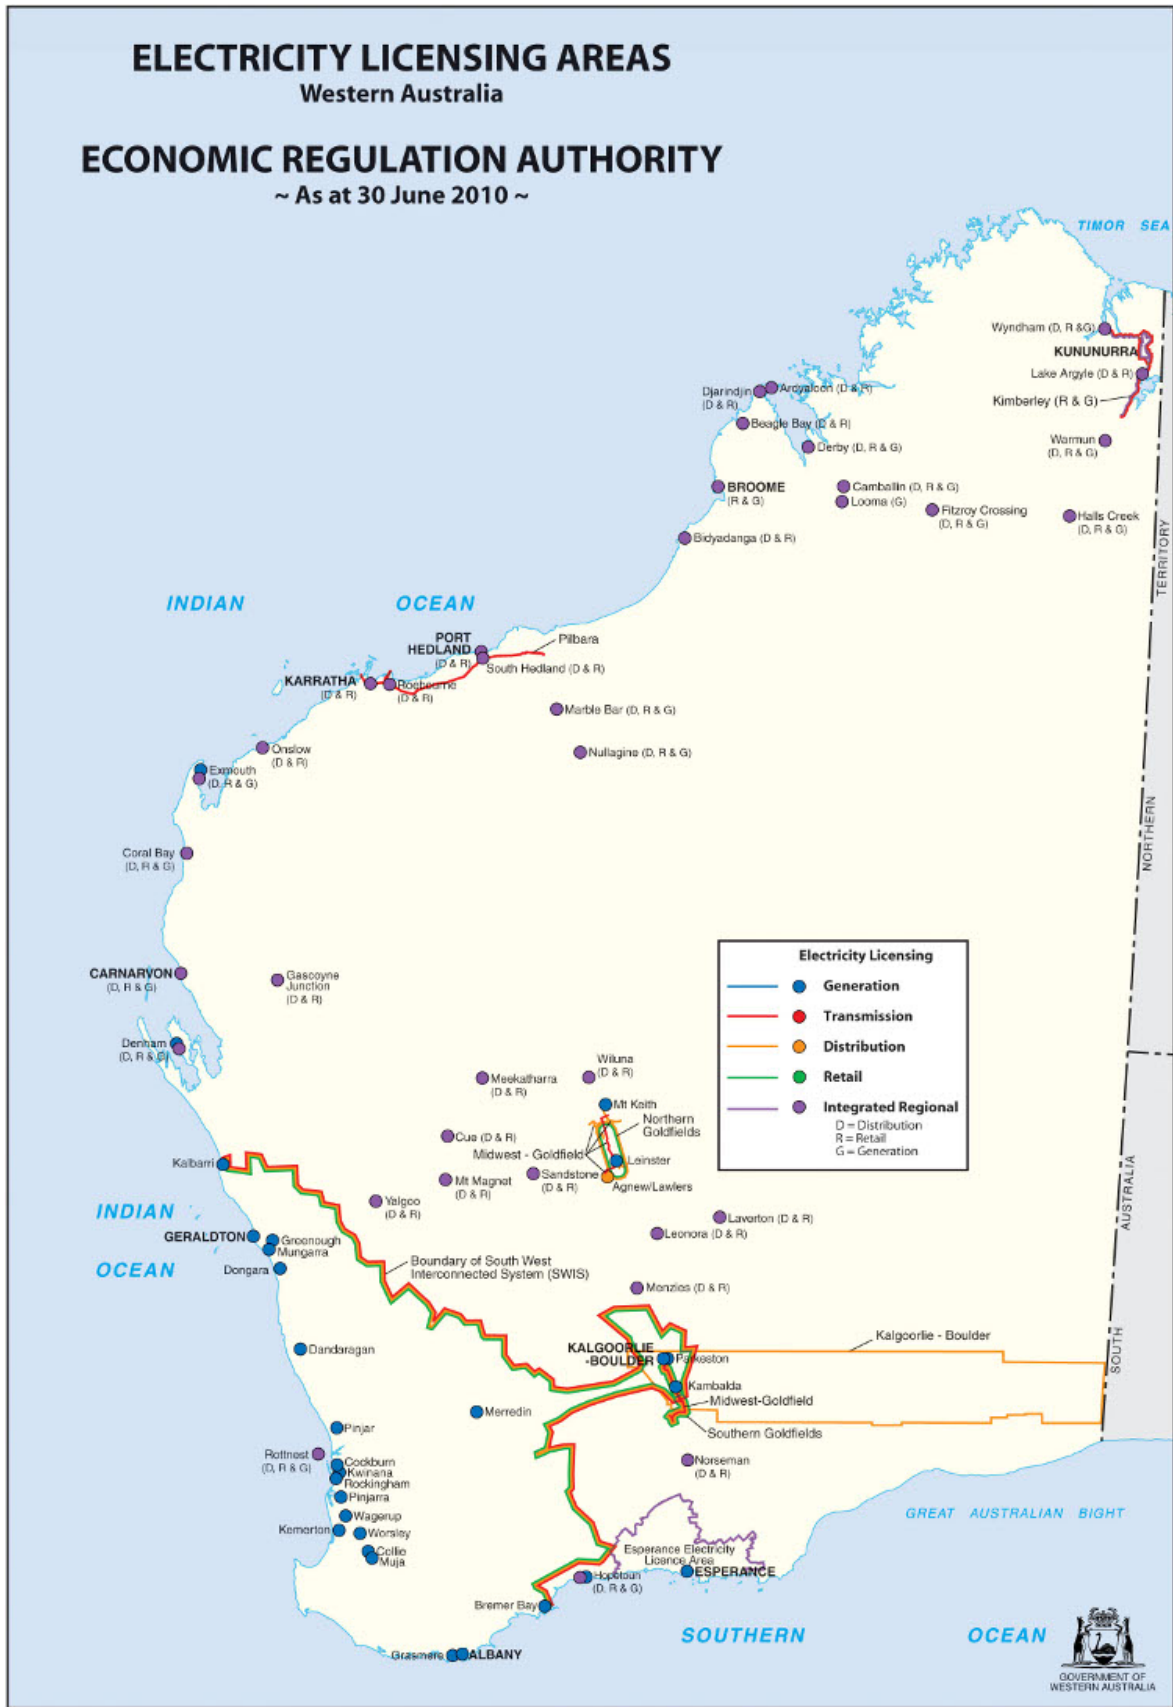 ELECTRICITY LICENSING AREAS
Western Australia
ECONOMIC REGULATION AUTHORITY
~ As at 30 June 2010 ~
TIMOR SEA
Wyndham (D, R &G)
KUNUNURRA
Lake Argyle (D & R)
Kimberley (R & G)
Djarindjin
(D & R)
Ardyaloon (D & R)
Beagle Bay (D & R)
Derby (D, R & G)
Warmun
(D, R & G)
BROOME
(R & G)
Camballin (D, R & G)
Looma (G)
Fitzroy Crossing
(D, R & G)
Halls Creek
(D, R & G)
Bidyadanga (D & R)
TERRITORY
INDIAN OCEAN
PORT
HEDLAND
(D & R)
Pilbara
South Hedland (D & R)
KARRATHA
(D & R)
Roebourne
(D & R)
Marble Bar (D, R & G)
Onslow
(D & R)
Nullagine (D, R & G)
Exmouth
(D, R & G)
NORTHERN
Coral Bay
(D, R & G)
CARNARVON
(D, R & G)
Gascoyne
Junction
(D & R)
Electricity Licensing
Generation
Transmission
Distribution
Retail
Integrated Regional
D = Distribution
R = Retail
G = Generation
Denham
(D, R & G)
Meekatharra
(D & R)
Wiluna
(D & R)
Mt Keith
Northern
Goldfields
Cue (D & R)
Midwest - Goldfield
Leinster
Kalbarri
Mt Magnet
(D & R)
Sandstone
(D & R)
Agnew/Lawlers
AUSTRALIA
Yalgoo
(D & R)
INDIAN
OCEAN
Laverton (D & R)
Leonora (D & R)
GERALDTON
Greenough
Mungarra
Dongara
Boundary of South West
Interconnected System (SWIS)
Menzies (D & R)
SOUTH
Kalgoorlie - Boulder
KALGOORLIE
-BOULDER
Parkeston
Dandaragan
Kambalda
Midwest-Goldfield
Merredin
Southern Goldfields
Pinjar
Rottnest
(D, R & G)
Cockburn
Kwinana
Rockingham
Norseman
(D & R)
Pinjarra
Wagerup
Kemerton
Worsley
Collie
Muja
GREAT AUSTRALIAN BIGHT
Esperance Electricity
Licence Area
ESPERANCE
Hopetoun
(D, R & G)
Bremer Bay
Grasmere
ALBANY
SOUTHERN OCEAN
GOVERNMENT OF
WESTERN AUSTRALIA